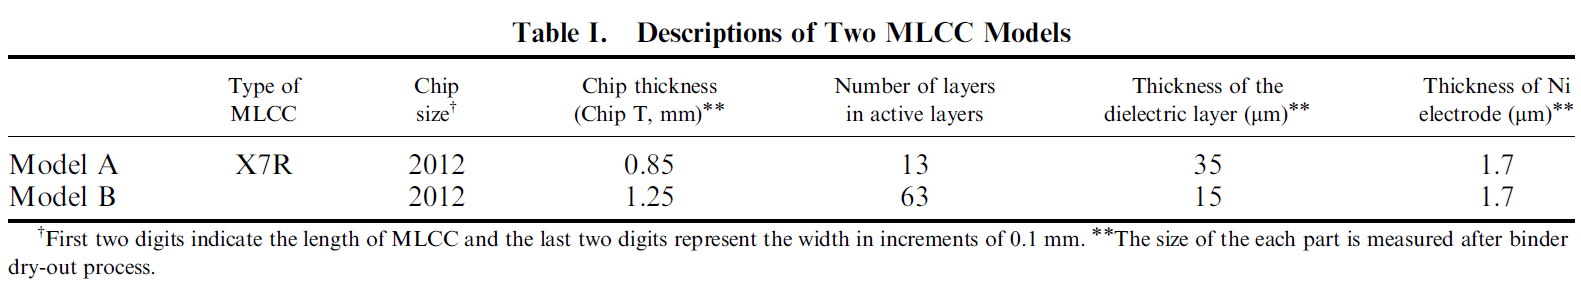 Table I. Descriptions of Two MLCC Models
Type of MLCC Chip size† Chip thickness (Chip T, mm)** Number of layers in active layers Thickness of the dielectric layer (μm)** Thickness of Ni electrode (μm)**
Model A X7R 2012 0.85 13 35 1.7
Model B 2012 1.25 63 15 1.7
†First two digits indicate the length of MLCC and the last two digits represent the width in increments of 0.1 mm. **The size of the each part is measured after binder
dry-out process.